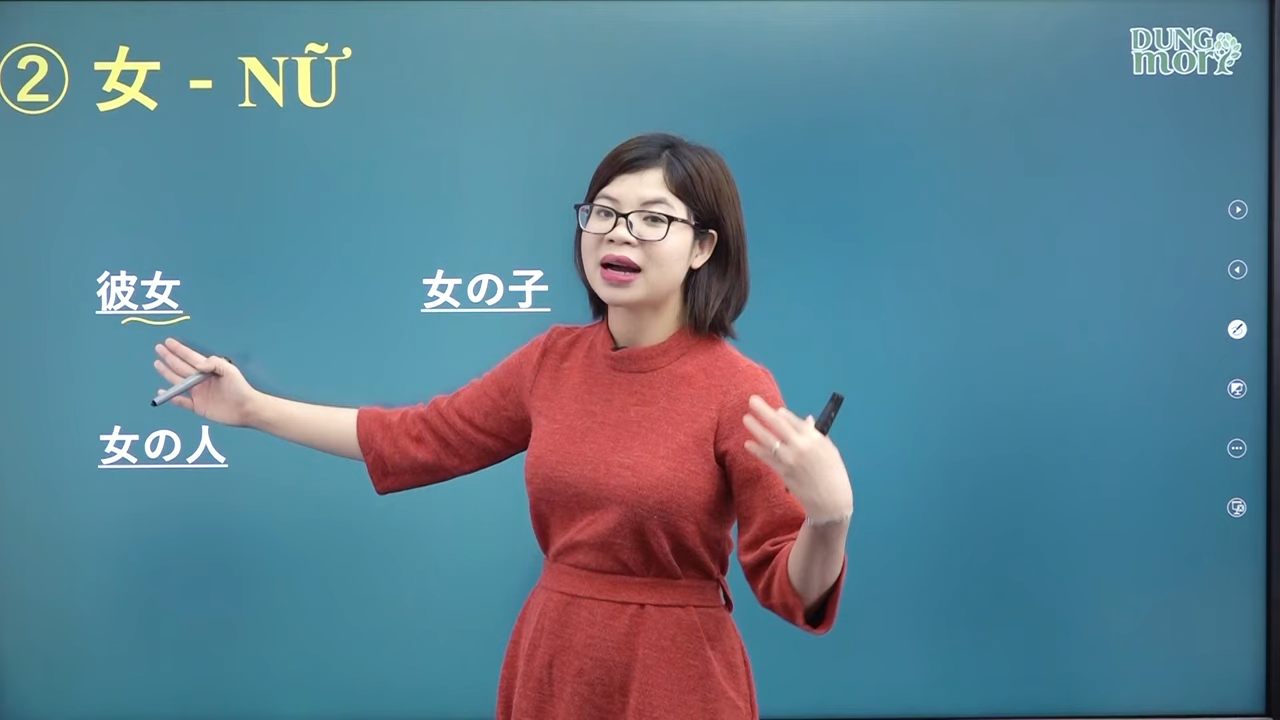 ② 女 - NỮ
DUNG
mori
彼女
女の子
女の人